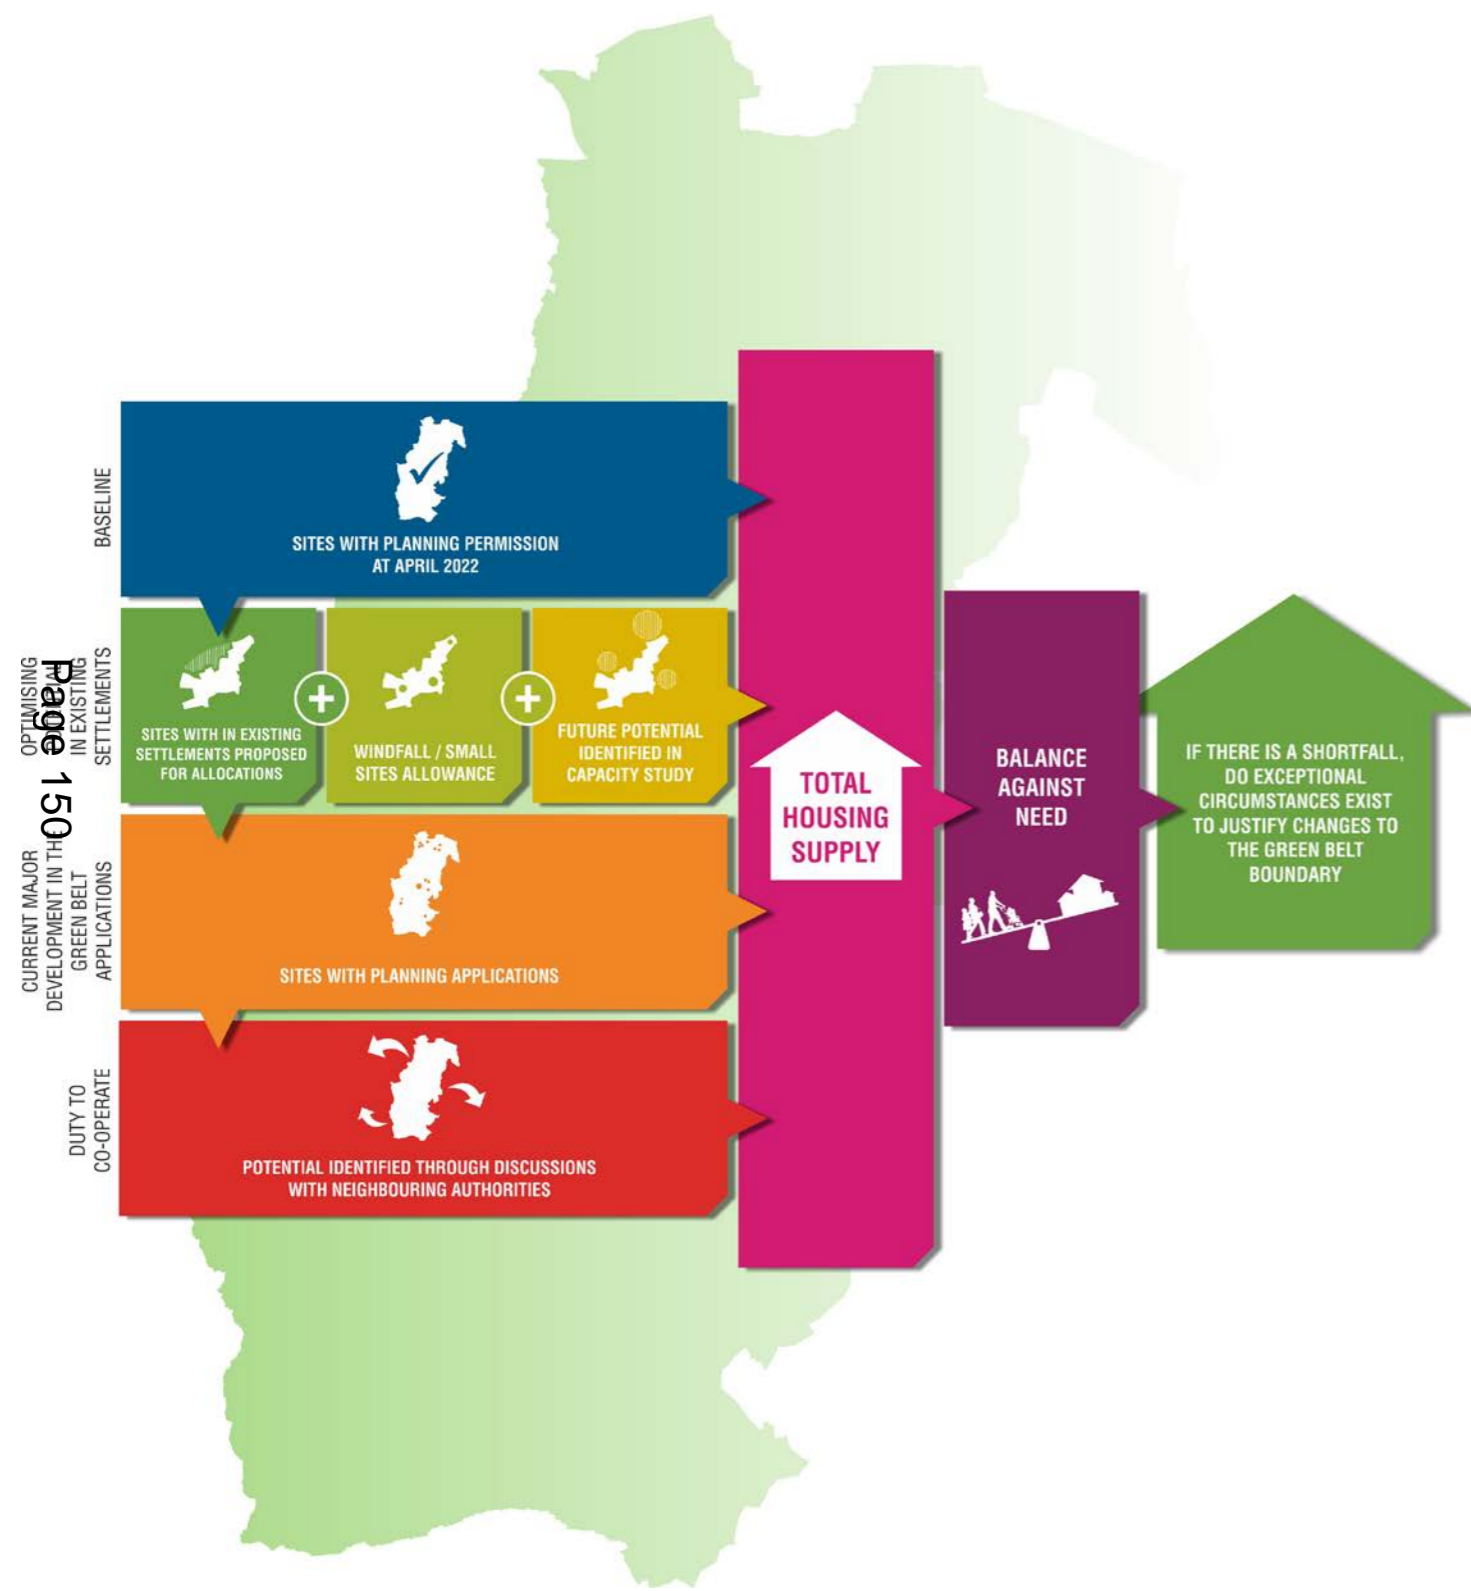 BASELINE
SITES WITH PLANNING PERMISSION
AT APRIL 2022
OPTIMISING
IN EXISTING
SETTLEMENTS
Page 150
SITES WITH IN EXISTING
SETTLEMENTS PROPOSED
FOR ALLOCATIONS
+
WINDFALL / SMALL
SITES ALLOWANCE
+
FUTURE POTENTIAL
IDENTIFIED IN
CAPACITY STUDY
CURRENT MAJOR
DEVELOPMENT IN THE
GREEN BELT
APPLICATIONS
SITES WITH PLANNING APPLICATIONS
DUTY TO
CO-OPERATE
POTENTIAL IDENTIFIED THROUGH DISCUSSIONS
WITH NEIGHBOURING AUTHORITIES
TOTAL
HOUSING
SUPPLY
BALANCE
AGAINST
NEED
IF THERE IS A SHORTFALL,
DO EXCEPTIONAL
CIRCUMSTANCES EXIST
TO JUSTIFY CHANGES TO
THE GREEN BELT
BOUNDARY